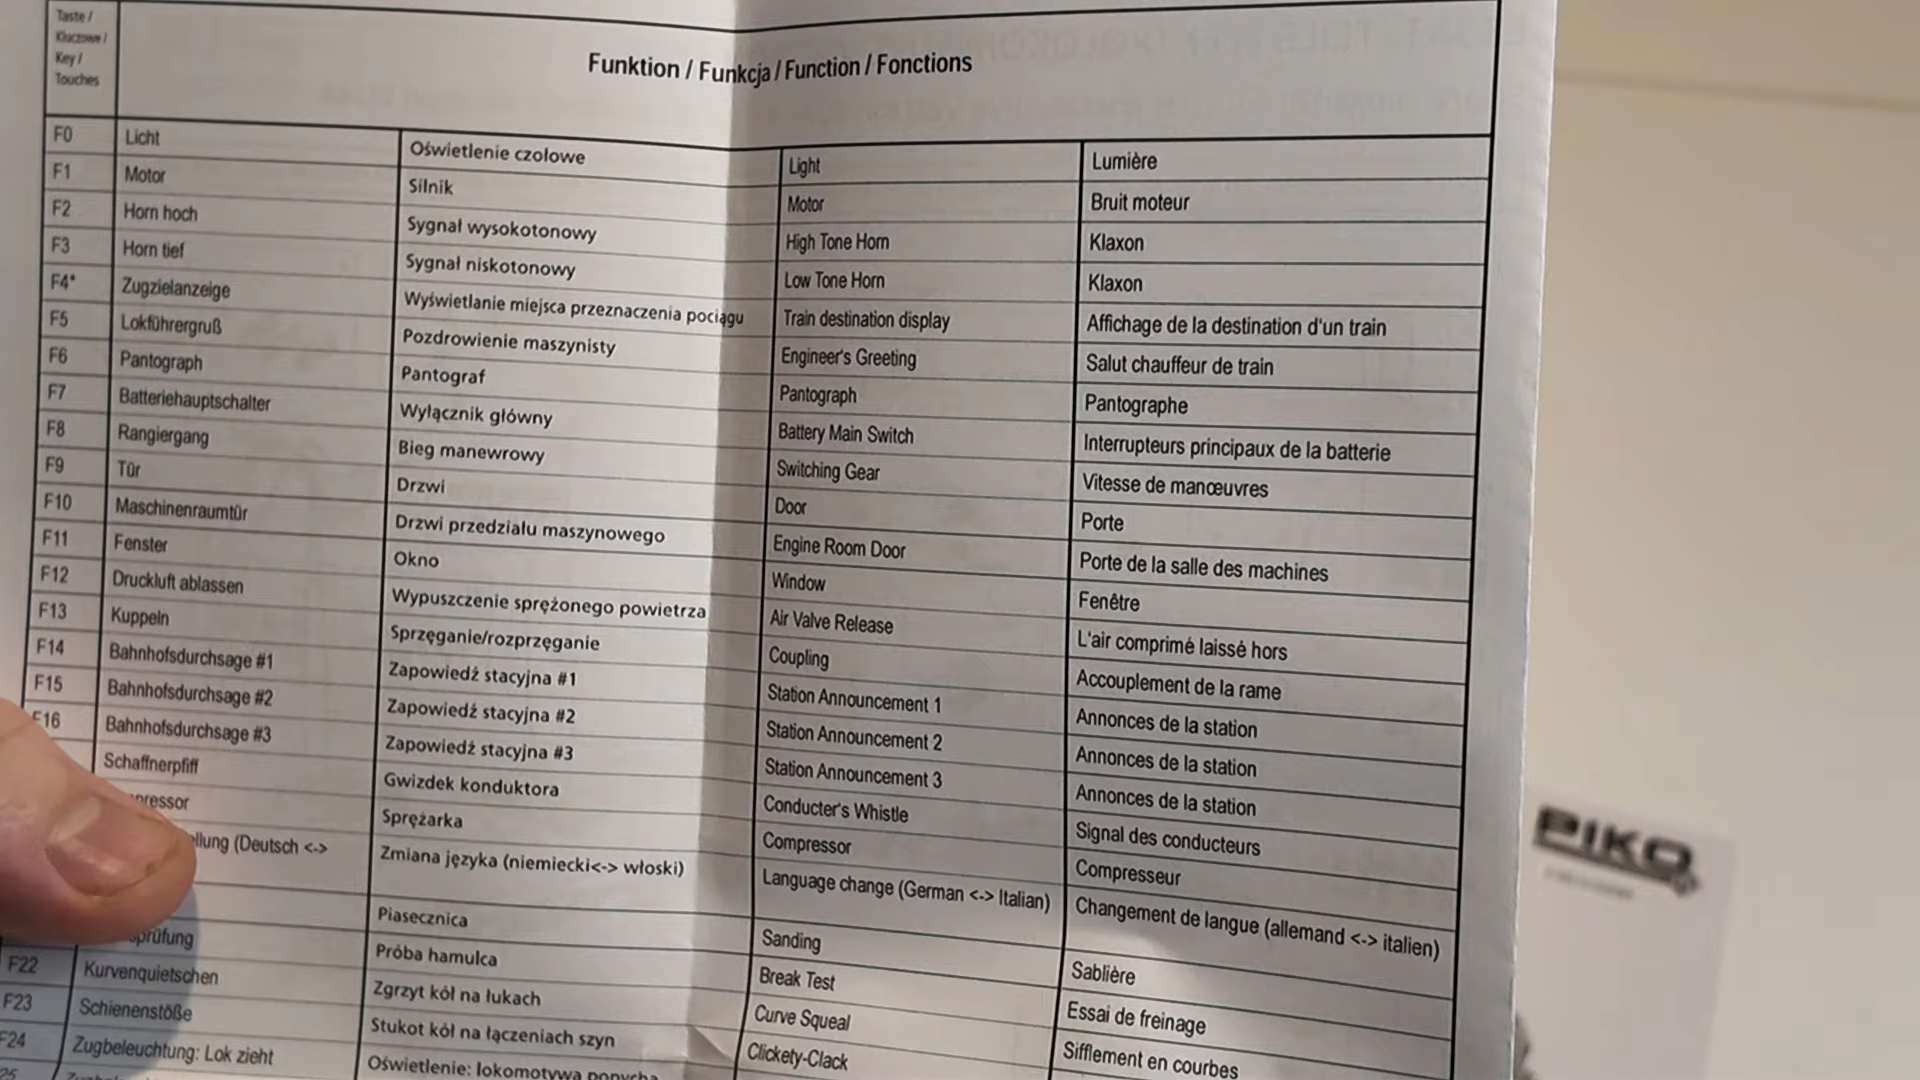 Taste /
Kluczowe /
Key /
Touches
Funktion / Funkcja / Function / Fonctions
F0 Licht Oświetlenie czołowe Light Lumière
F1 Motor Silnik Motor Bruit moteur
F2 Horn hoch Sygnał wysokotonowy High Tone Horn Klaxon
F3 Horn tief Sygnał niskotonowy Low Tone Horn Klaxon
F4* Zugzielanzeige Wyświetlanie miejsca przeznaczenia pociągu Train destination display Affichage de la destination d'un train
F5 Lokführergruß Pozdrowienie maszynisty Engineer's Greeting Salut chauffeur de train
F6 Pantograph Pantograf Pantograph Pantographe
F7 Batteriehauptschalter Wyłącznik główny Battery Main Switch Interrupteurs principaux de la batterie
F8 Rangiergang Bieg manewrowy Switching Gear Vitesse de manœuvres
F9 Tür Drzwi Door Porte
F10 Maschinenraumtür Drzwi przedziału maszynowego Engine Room Door Porte de la salle des machines
F11 Fenster Okno Window Fenêtre
F12 Druckluft ablassen Wypuszczenie sprężonego powietrza Air Valve Release L'air comprimé laissé hors
F13 Kuppeln Sprzęganie/rozprzęganie Coupling Accouplement de la rame
F14 Bahnhofsdurchsage #1 Zapowiedź stacyjna #1 Station Announcement 1 Annonces de la station
F15 Bahnhofsdurchsage #2 Zapowiedź stacyjna #2 Station Announcement 2 Annonces de la station
F16 Bahnhofsdurchsage #3 Zapowiedź stacyjna #3 Station Announcement 3 Annonces de la station
Schaffnerpfiff Gwizdek konduktora Conducter's Whistle Signal des conducteurs
pressor Sprężarka Compressor Compresseur
llung (Deutsch <-> Zmiana języka (niemiecki<-> włoski) Language change (German <-> Italian) Changement de langue (allemand <-> italien)
Piasecznica Sanding Sablière
prüfung Próba hamulca Break Test Essai de freinage
F22 Kurvenquietschen Zgrzyt kół na łukach Curve Squeal Sifflement en courbes
F23 Schienenstöße Stukot kół na łączeniach szyn Clickety-Clack
F24 Zugbeleuchtung: Lok zieht Oświetlenie: lokomotywa
25
PIKO